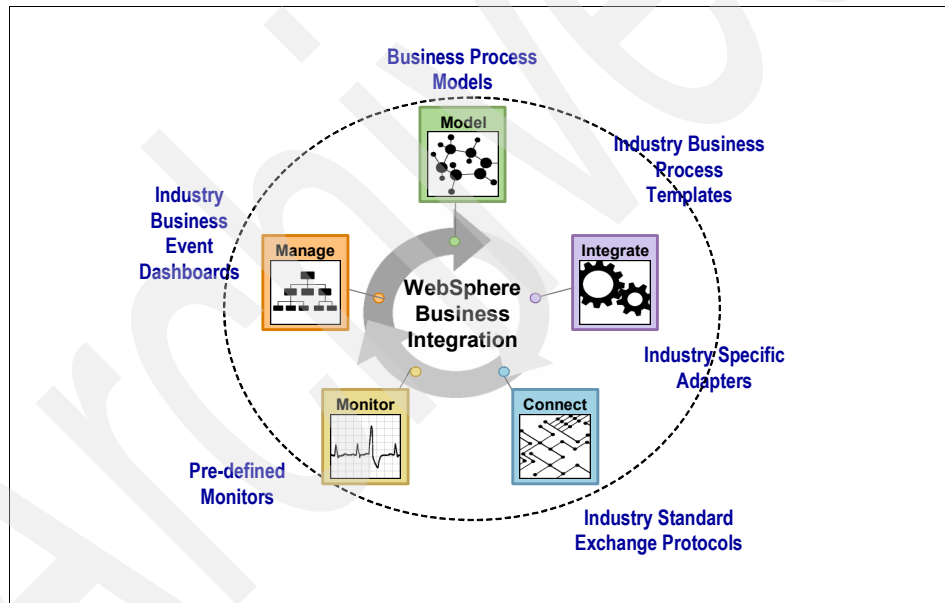 Business Process
Models
Model
Industry Business
Process
Templates
Industry
Business
Event
Dashboards
Manage
Integrate
WebSphere
Business
Integration
Industry Specific
Adapters
Monitor
Connect
Pre-defined
Monitors
Industry Standard
Exchange Protocols
Archive